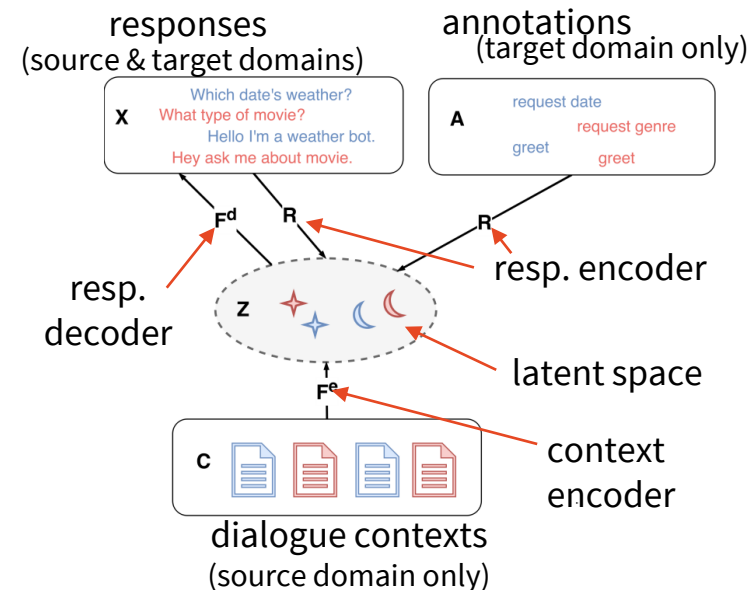 responses
(source & target domains)
annotations
(target domain only)
X
Which date's weather?
What type of movie?
Hello I'm a weather bot.
Hey ask me about movie.
A
request date
request genre
greet
greet
Fd
R
R
resp. encoder
resp.
decoder
Z
latent space
Fe
context
encoder
C
dialogue contexts
(source domain only)